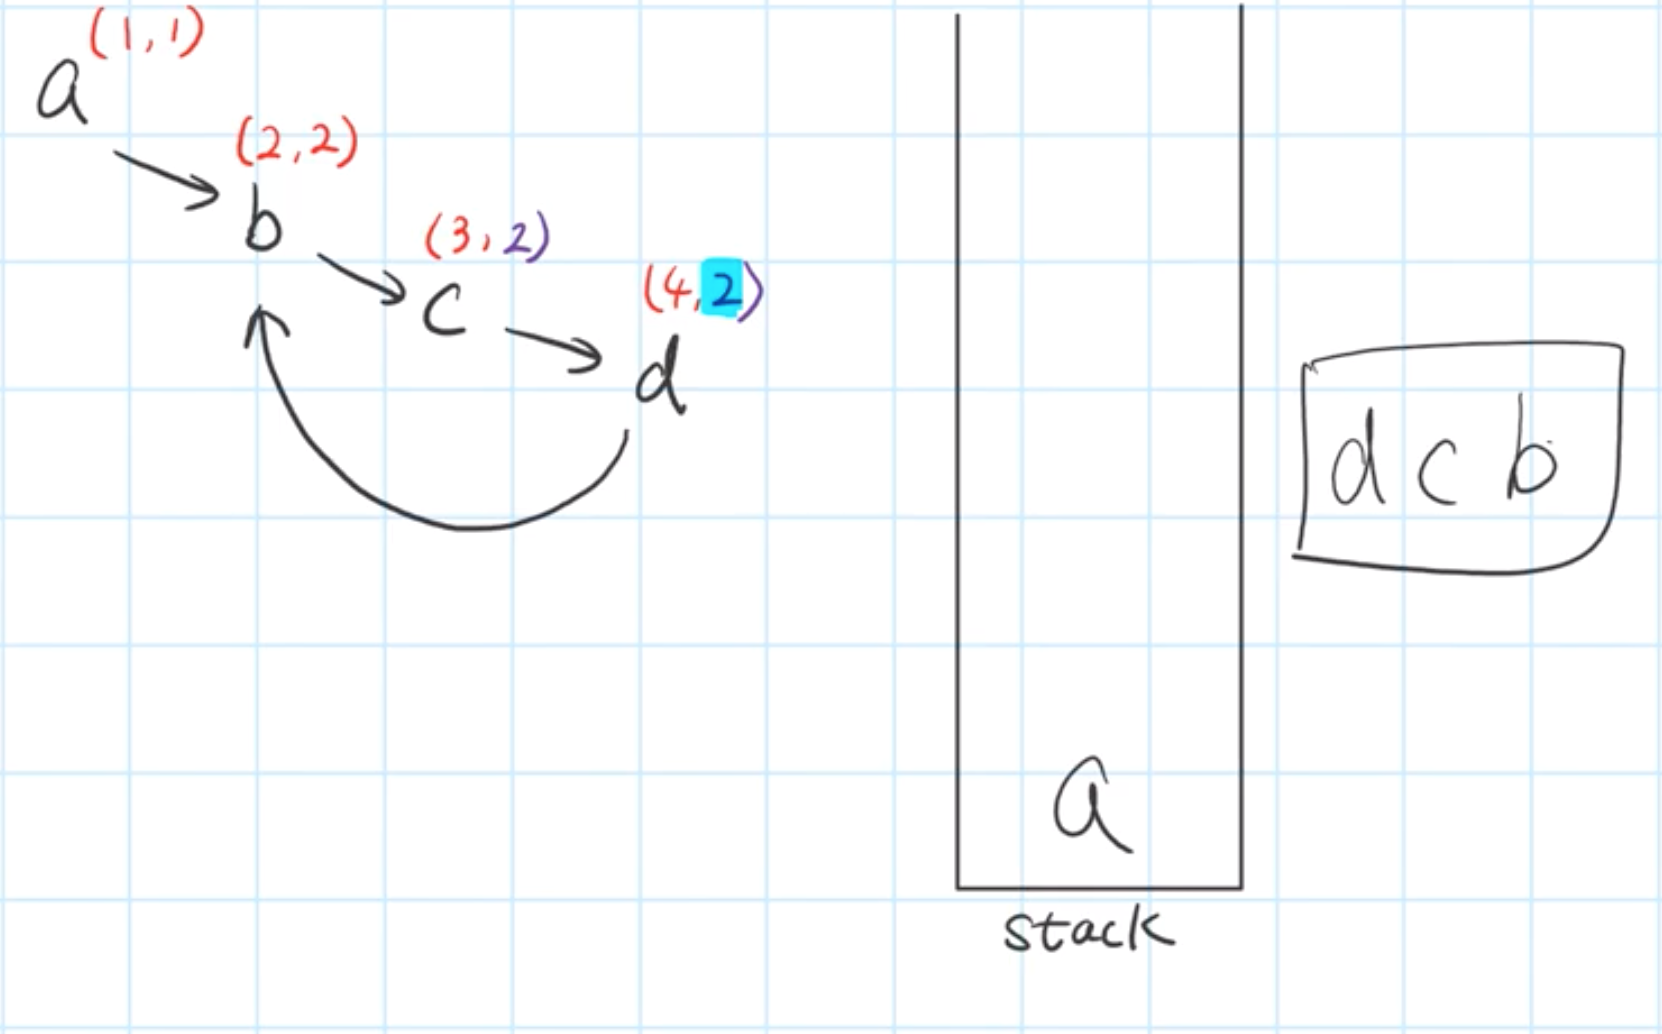 (1,1)
a
(2,2)
b
(3,2)
c
(4,2)
d
d c b
a
stack